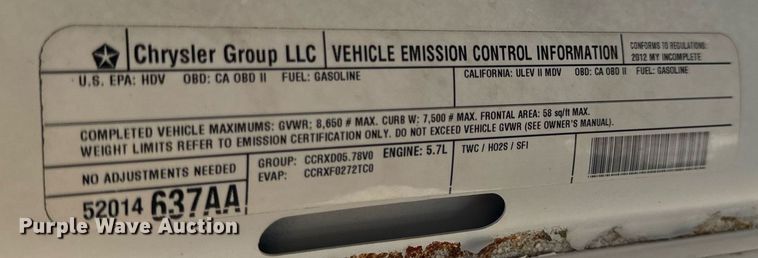 Chrysler Group LLC VEHICLE EMISSION CONTROL INFORMATION CONFORMS TO REGULATIONS:
2012 MY INCOMPLETE
U.S. EPA: HDV OBD: CA OBD II FUEL: GASOLINE CALIFORNIA: ULEV II MDV OBD: CA OBD II FUEL: GASOLINE
COMPLETED VEHICLE MAXIMUMS: GVWR; 8,650 # MAX. CURB W: 7,500 # MAX. FRONTAL AREA: 58 sq/ft MAX.
WEIGHT LIMITS REFER TO EMISSION CERTIFICATION ONLY. DO NOT EXCEED VEHICLE GVWR (SEE OWNER'S MANUAL).
NO ADJUSTMENTS NEEDED GROUP: CCRXD05.78V0 ENGINE: 5.7L TWC / HO2S / SFI
EVAP: CCRXF0272TC0
52014 637AA
Purple Wave Auction